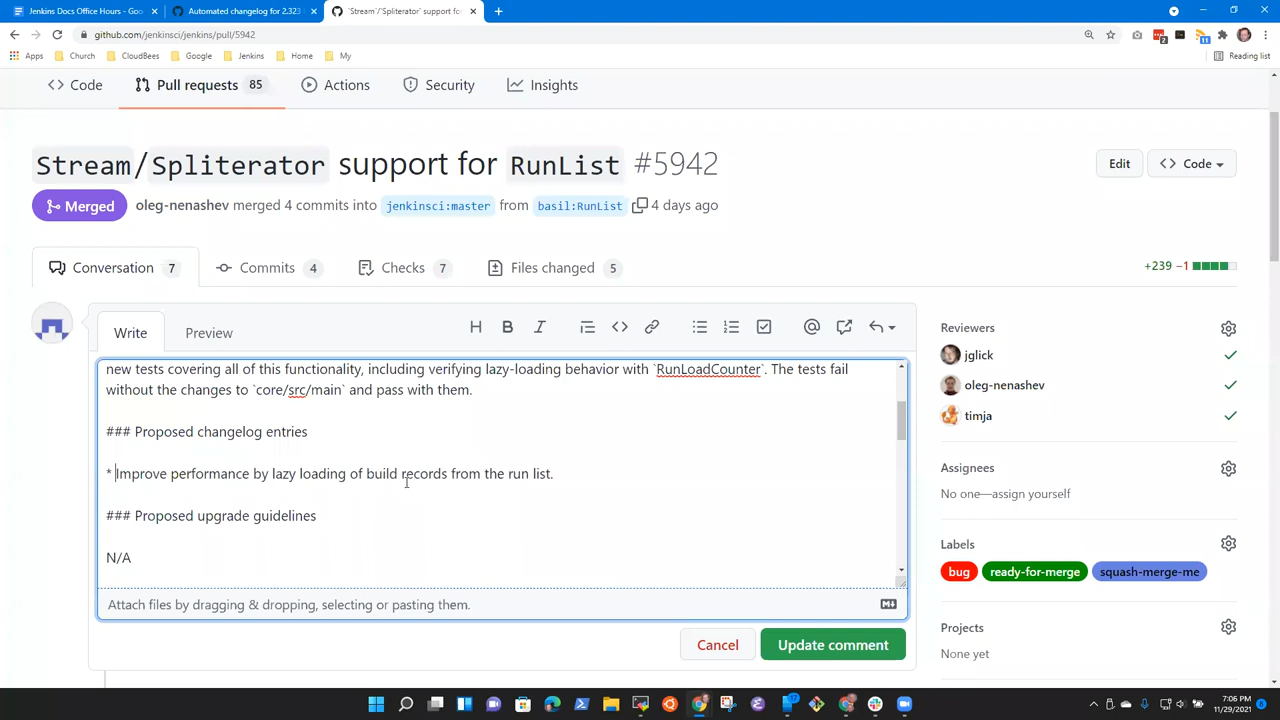 Jenkins Docs Office Hours - Goo
Automated changelog for 2.323
`Stream`/`Spliterator` support fo
github.com/jenkinsci/jenkins/pull/5942
Apps Church CloudBees Google Jenkins Home My Reading list
Code Pull requests 85 Actions Security Insights
Stream/Spliterator support for RunList #5942
Edit Code
Merged oleg-nenashev merged 4 commits into jenkinsci:master from basil:RunList 4 days ago
Conversation 7 Commits 4 Checks 7 Files changed 5
+239 −1
Write Preview
new tests covering all of this functionality, including verifying lazy-loading behavior with `RunLoadCounter`. The tests fail
without the changes to `core/src/main` and pass with them.
### Proposed changelog entries
* Improve performance by lazy loading of build records from the run list.
### Proposed upgrade guidelines
N/A
Attach files by dragging & dropping, selecting or pasting them.
Cancel Update comment
Reviewers
jglick
oleg-nenashev
timja
Assignees
No one—assign yourself
Labels
bug ready-for-merge squash-merge-me
Projects
None yet
7:06 PM
11/29/2021